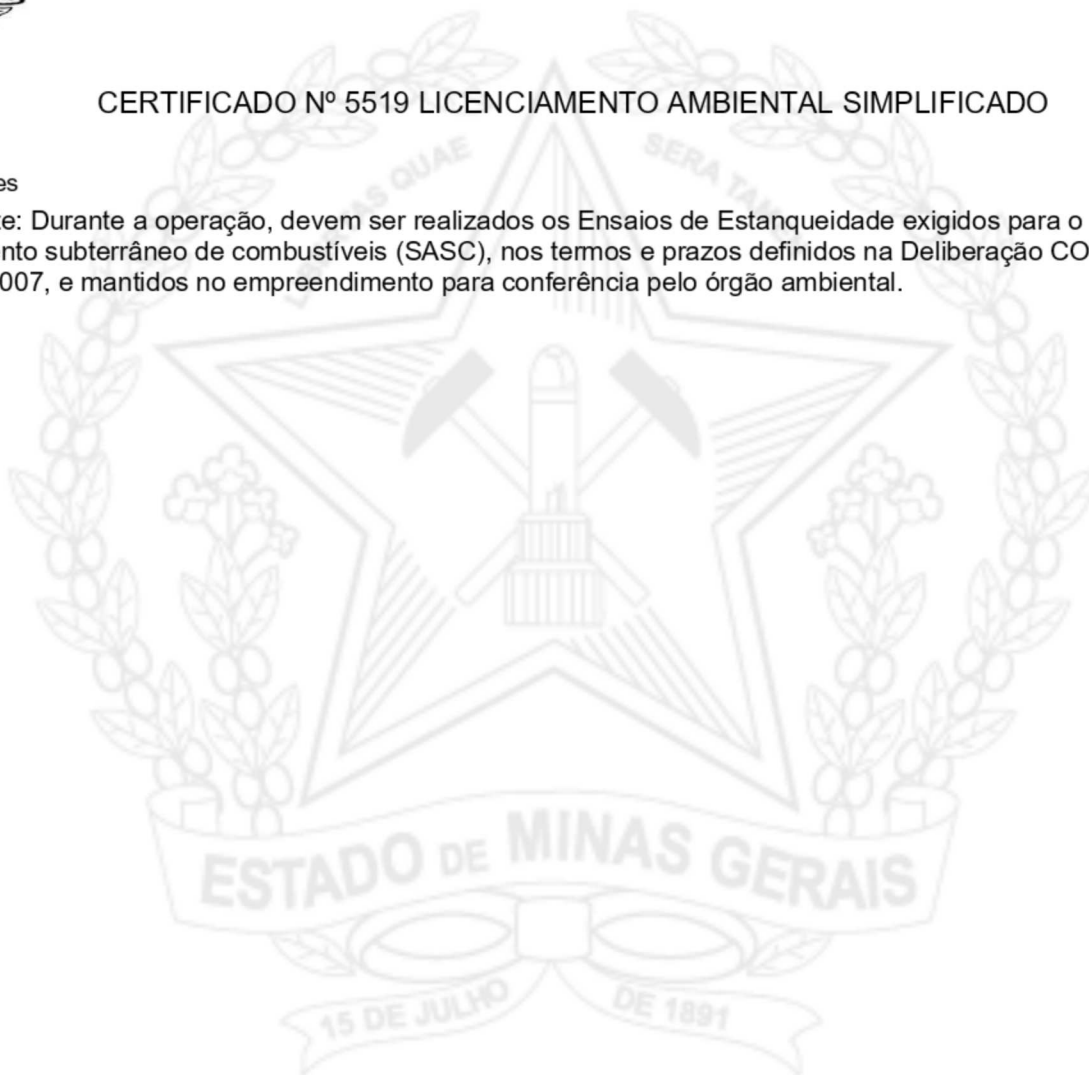 CERTIFICADO Nº 5519 LICENCIAMENTO AMBIENTAL SIMPLIFICADO
es
te: Durante a operação, devem ser realizados os Ensaios de Estanqueidade exigidos para o
nto subterrâneo de combustíveis (SASC), nos termos e prazos definidos na Deliberação CO
007, e mantidos no empreendimento para conferência pelo órgão ambiental.
QUAE SERA
ESTADO DE MINAS GERAIS
15 DE JULHO DE 1891